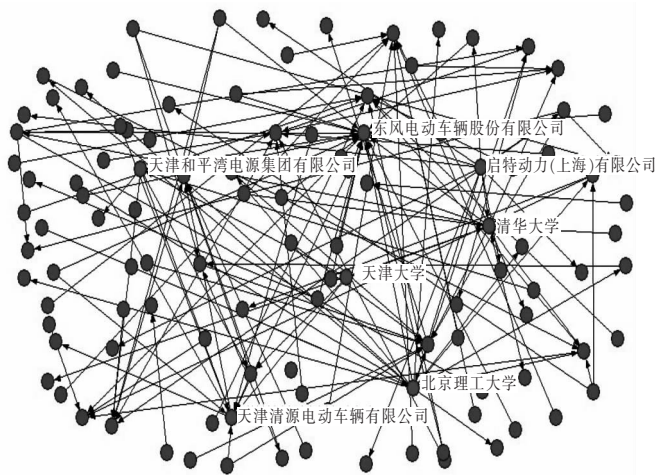 东风电动车辆股份有限公司
天津和平湾电源集团有限公司
启特动力(上海)有限公司
清华大学
天津大学
北京理工大学
天津清源电动车辆有限公司